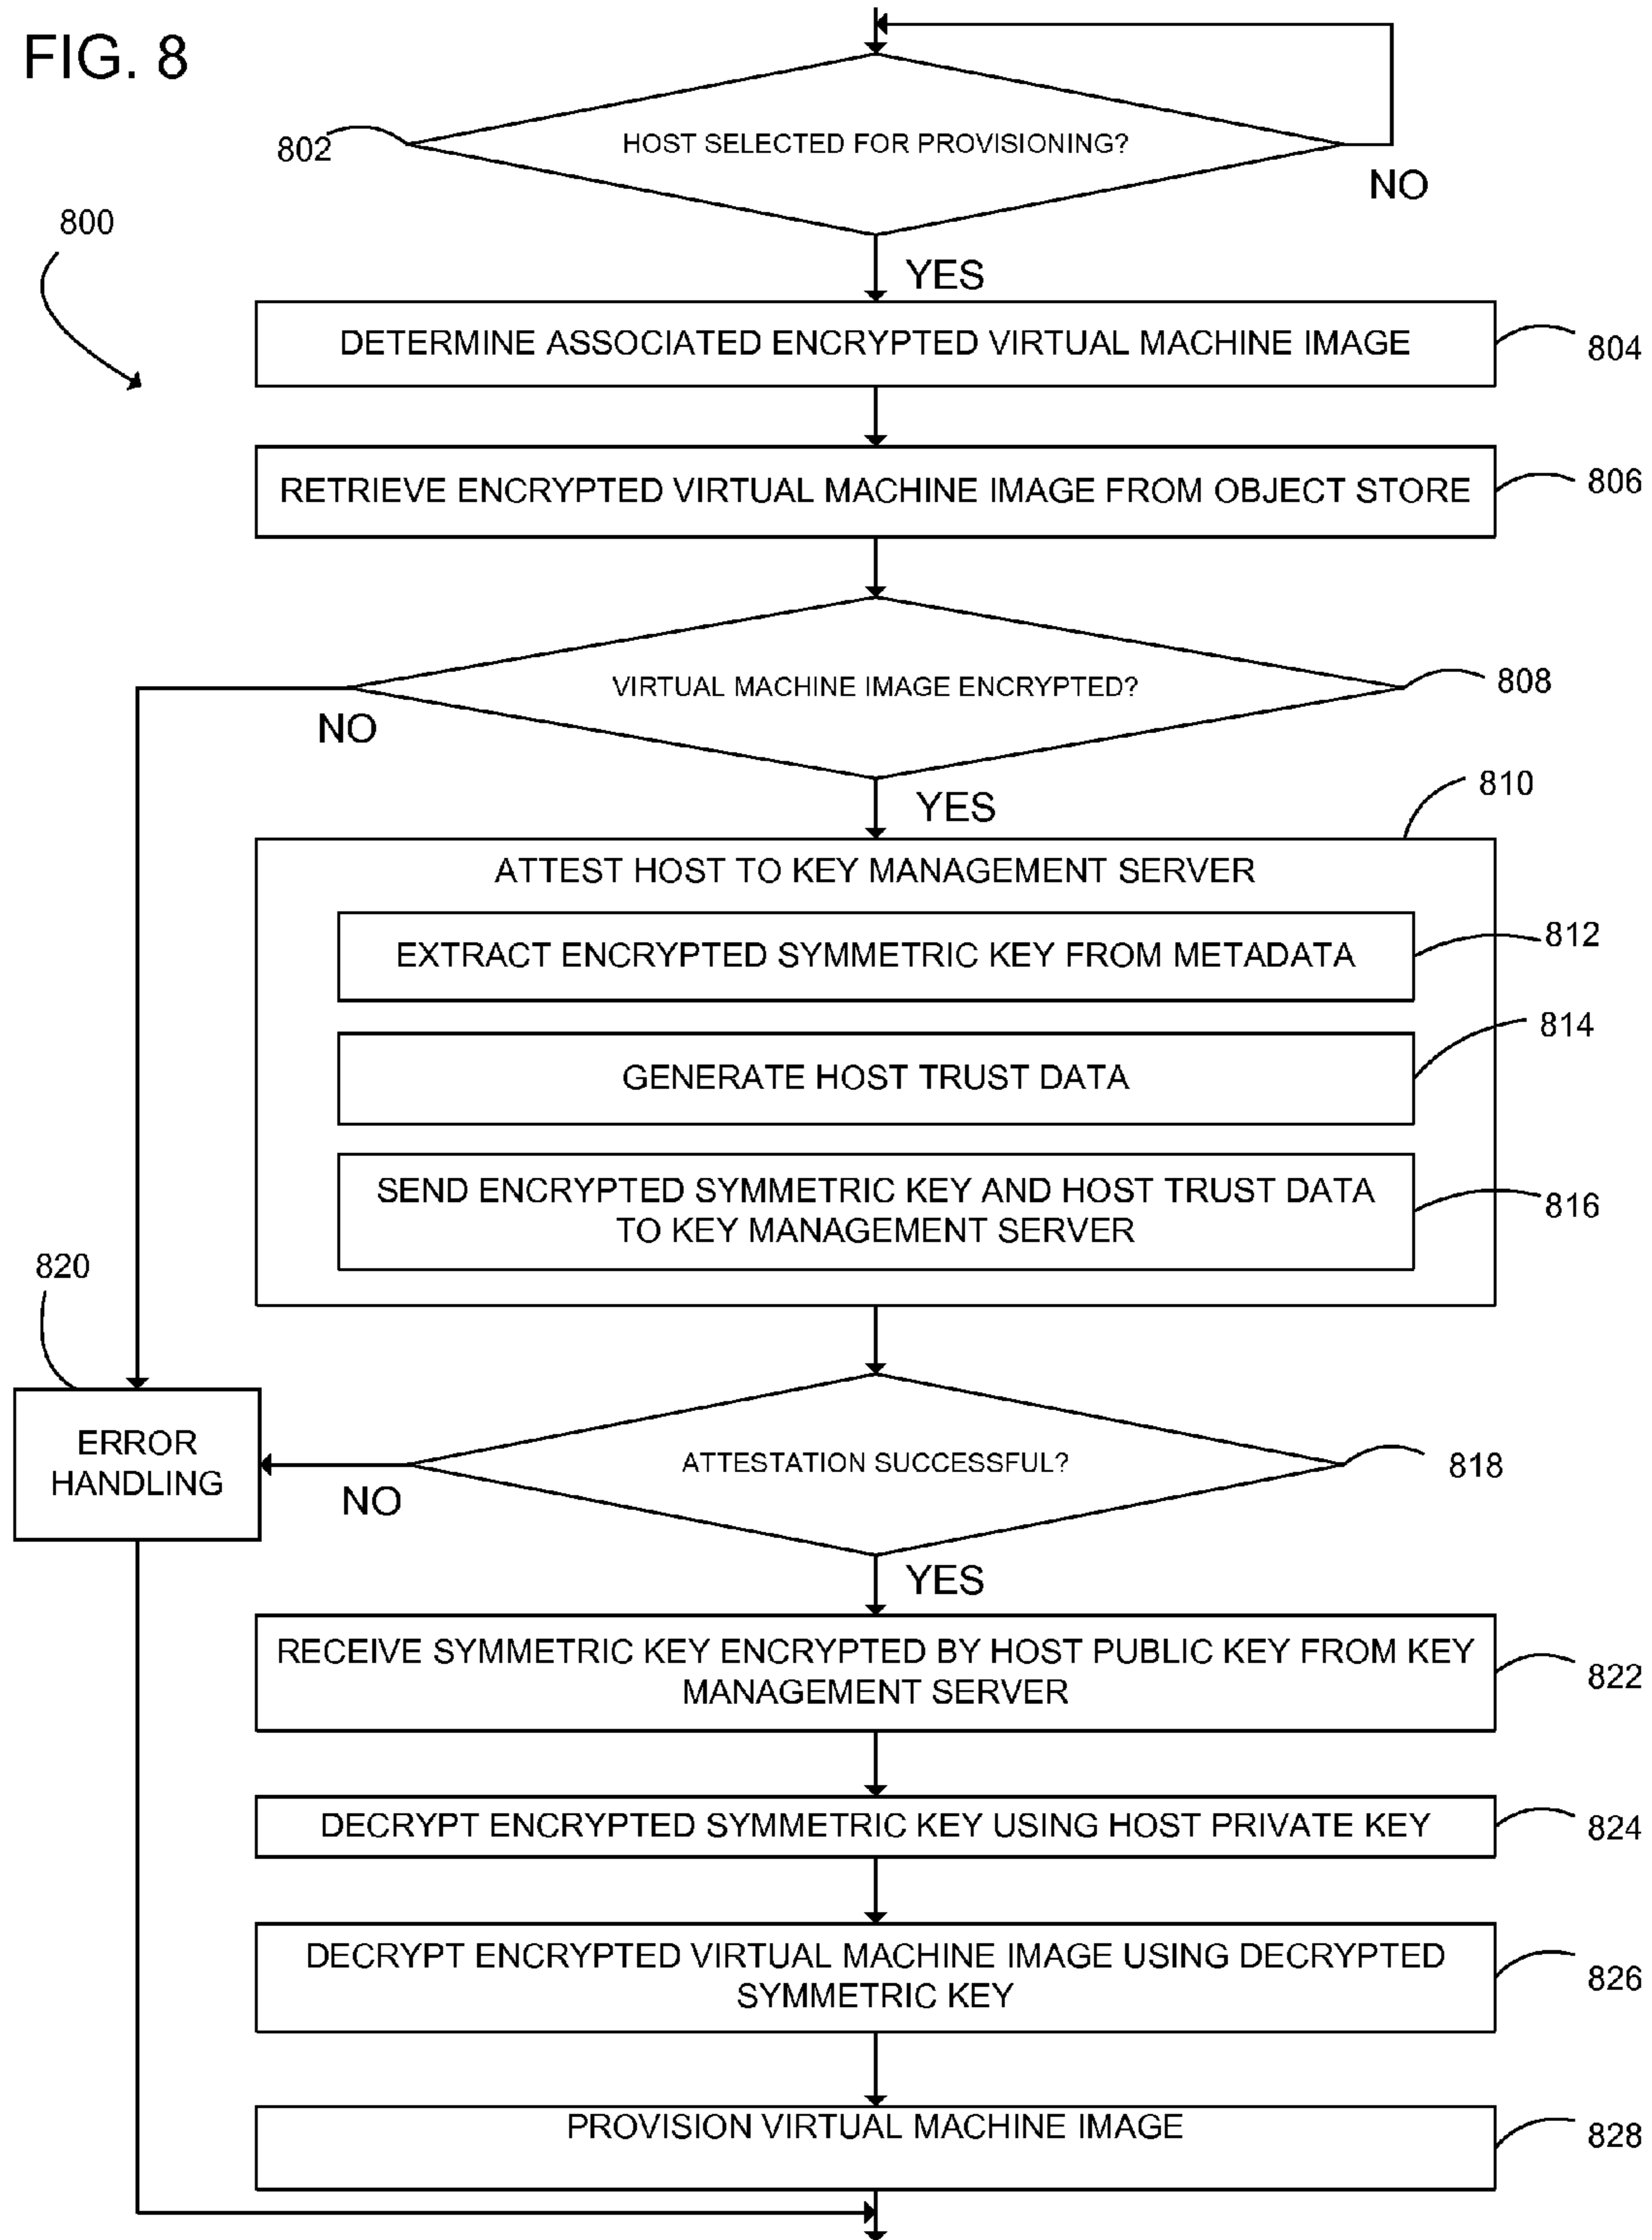 FIG. 8
802
HOST SELECTED FOR PROVISIONING?
NO
800
YES
DETERMINE ASSOCIATED ENCRYPTED VIRTUAL MACHINE IMAGE
804
RETRIEVE ENCRYPTED VIRTUAL MACHINE IMAGE FROM OBJECT STORE
806
VIRTUAL MACHINE IMAGE ENCRYPTED?
808
NO
YES
810
ATTEST HOST TO KEY MANAGEMENT SERVER
EXTRACT ENCRYPTED SYMMETRIC KEY FROM METADATA
812
GENERATE HOST TRUST DATA
814
SEND ENCRYPTED SYMMETRIC KEY AND HOST TRUST DATA
TO KEY MANAGEMENT SERVER
816
820
ERROR
HANDLING
ATTESTATION SUCCESSFUL?
818
NO
YES
RECEIVE SYMMETRIC KEY ENCRYPTED BY HOST PUBLIC KEY FROM KEY
MANAGEMENT SERVER
822
DECRYPT ENCRYPTED SYMMETRIC KEY USING HOST PRIVATE KEY
824
DECRYPT ENCRYPTED VIRTUAL MACHINE IMAGE USING DECRYPTED
SYMMETRIC KEY
826
PROVISION VIRTUAL MACHINE IMAGE
828